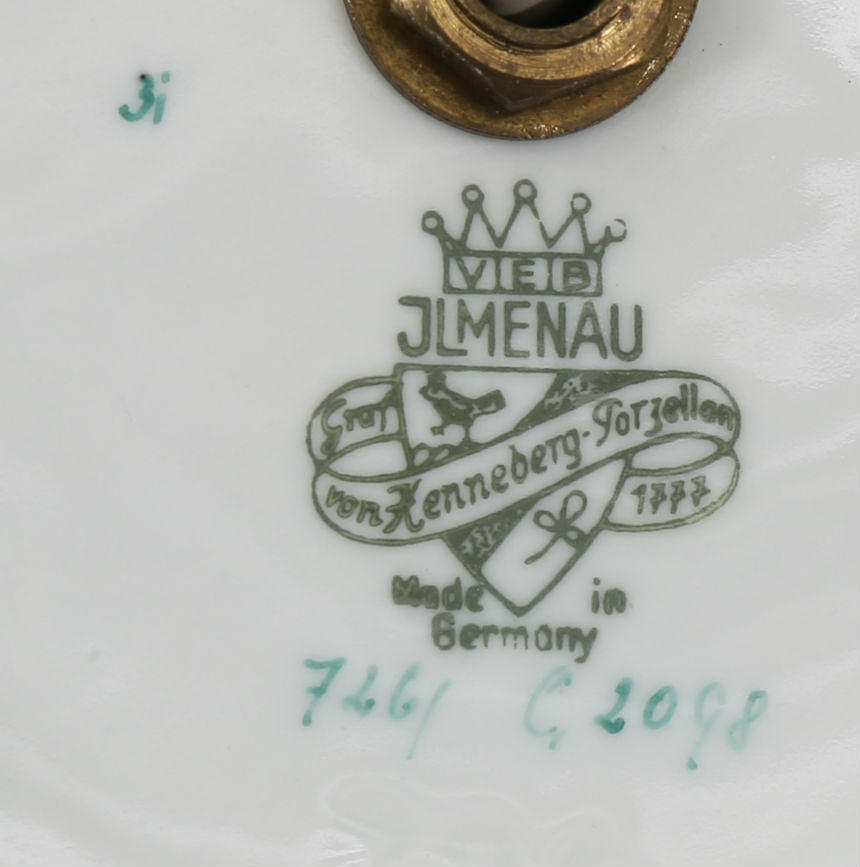 3i
VEB
JLMENAU
Graf
von Henneberg-Porzellan
1777
Made in
Germany
726/ C, 2098